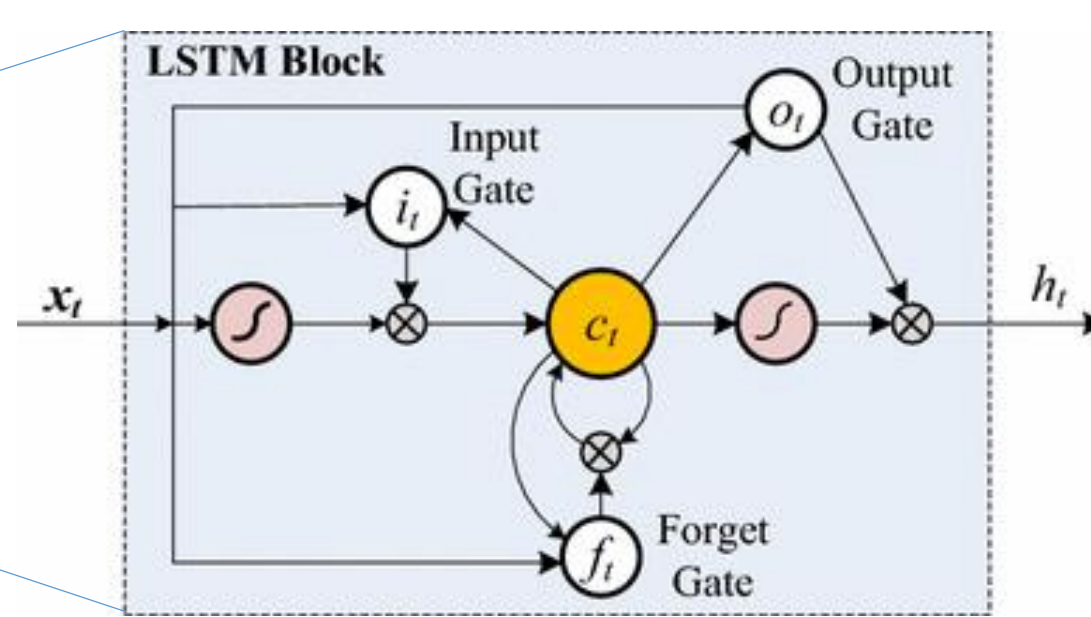 LSTM Block
Output
Gate
o_t
Input
Gate
i_t
x_t
c_t
h_t
Forget
Gate
f_t